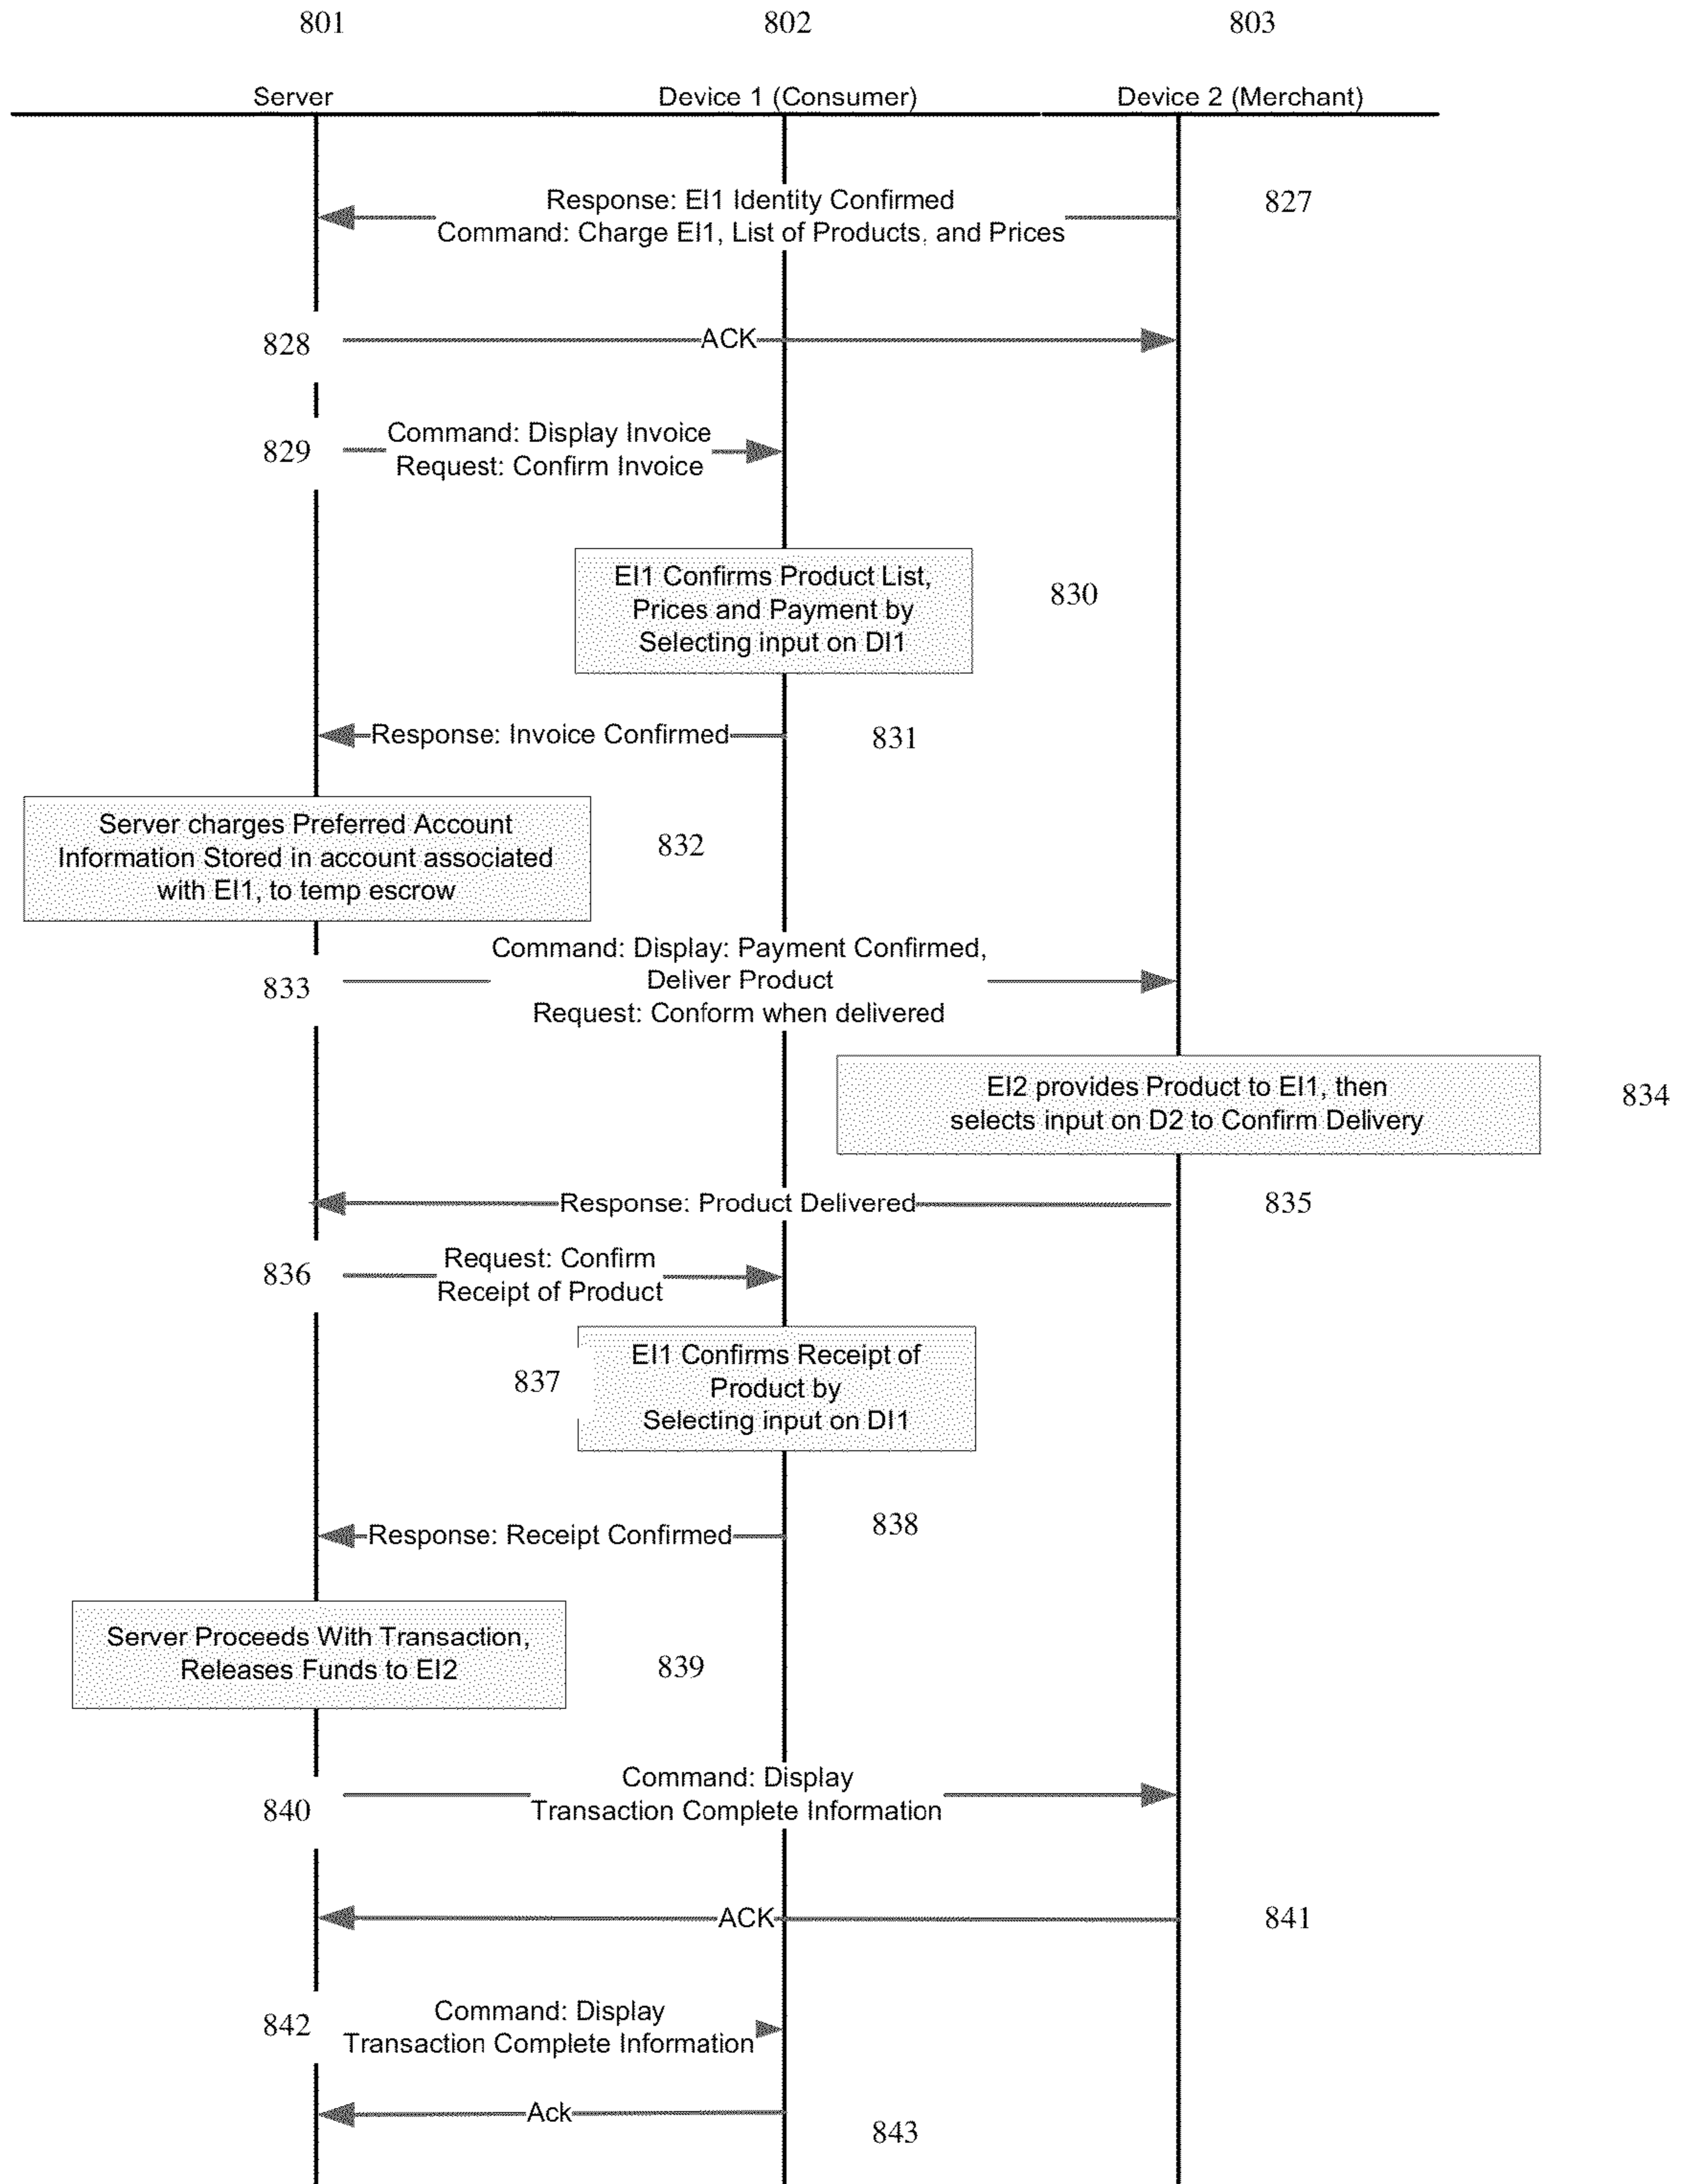 801 802 803
Server Device 1 (Consumer) Device 2 (Merchant)
Response: EI1 Identity Confirmed
Command: Charge EI1, List of Products, and Prices
827
828
ACK
829
Command: Display Invoice
Request: Confirm Invoice
EI1 Confirms Product List,
Prices and Payment by
Selecting input on DI1
830
Response: Invoice Confirmed
831
Server charges Preferred Account
Information Stored in account associated
with EI1, to temp escrow
832
833
Command: Display: Payment Confirmed,
Deliver Product
Request: Conform when delivered
EI2 provides Product to EI1, then
selects input on D2 to Confirm Delivery
834
Response: Product Delivered
835
836
Request: Confirm
Receipt of Product
837
EI1 Confirms Receipt of
Product by
Selecting input on DI1
Response: Receipt Confirmed
838
Server Proceeds With Transaction,
Releases Funds to EI2
839
840
Command: Display
Transaction Complete Information
ACK
841
842
Command: Display
Transaction Complete Information
Ack
843